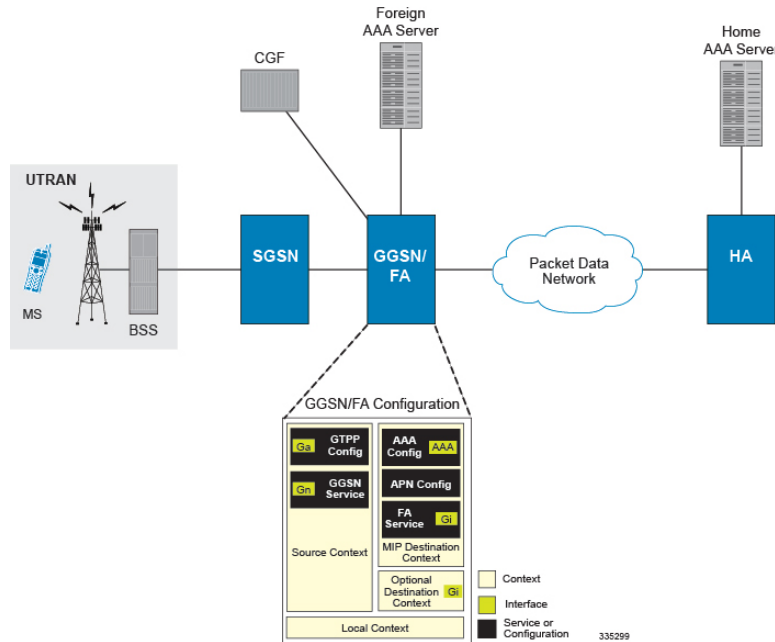 Foreign
AAA Server
Home
AAA Server
CGF
UTRAN
MS
BSS
SGSN
GGSN/
FA
Packet Data
Network
HA
GGSN/FA Configuration
Ga
GTPP
Config
Gn
GGSN
Service
Source Context
AAA
Config
AAA
APN Config
FA
Service
Gi
MIP Destination
Context
Optional
Destination
Context
Gi
Local Context
Context
Interface
Service or
Configuration
335299